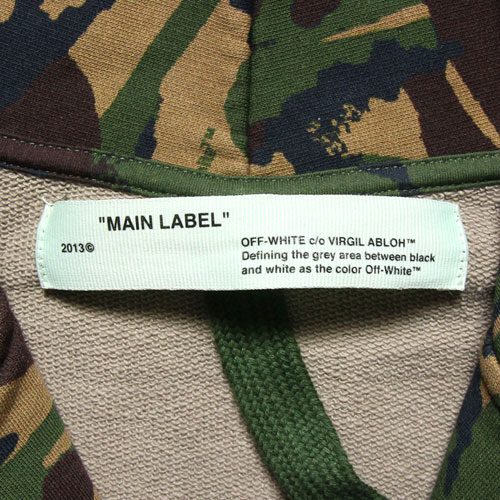 "MAIN LABEL"
2013©
OFF-WHITE c/o VIRGIL ABLOH™
Defining the grey area between black
and white as the color Off-White™